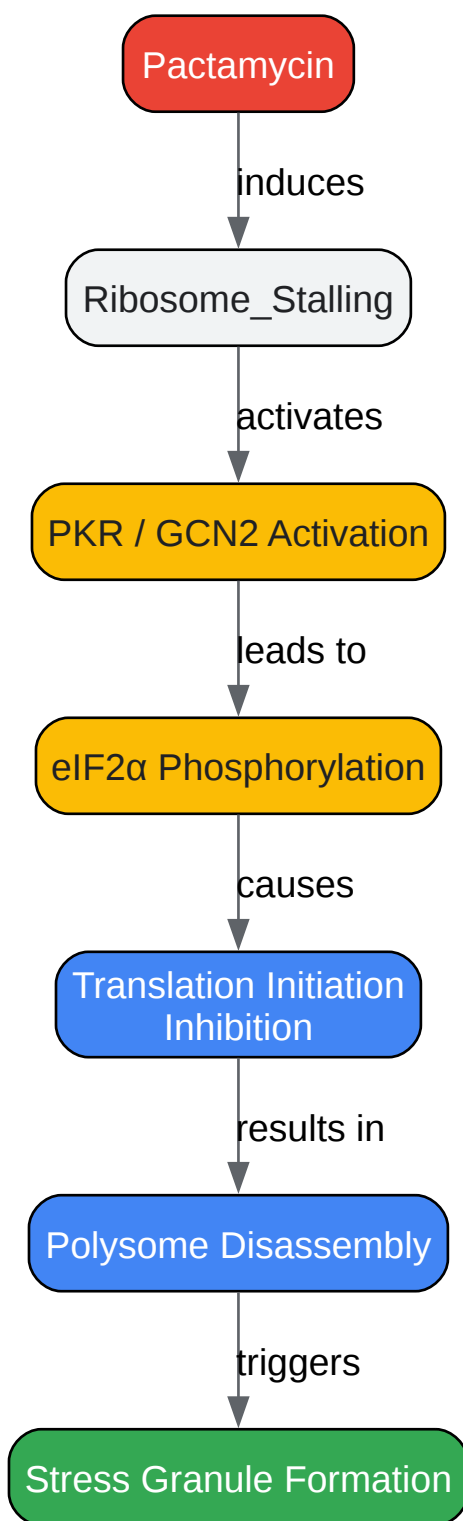 Pactamycin
induces
Ribosome_Stalling
activates
PKR / GCN2 Activation
leads to
eIF2α Phosphorylation
causes
Translation Initiation
Inhibition
results in
Polysome Disassembly
triggers
Stress Granule Formation